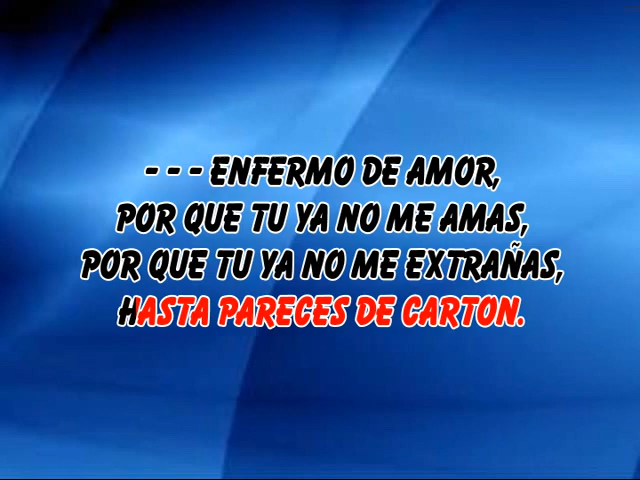 - - - ENFERMO DE AMOR,
POR QUE TU YA NO ME AMAS,
POR QUE TU YA NO ME EXTRAÑAS,
HASTA PARECES DE CARTON.